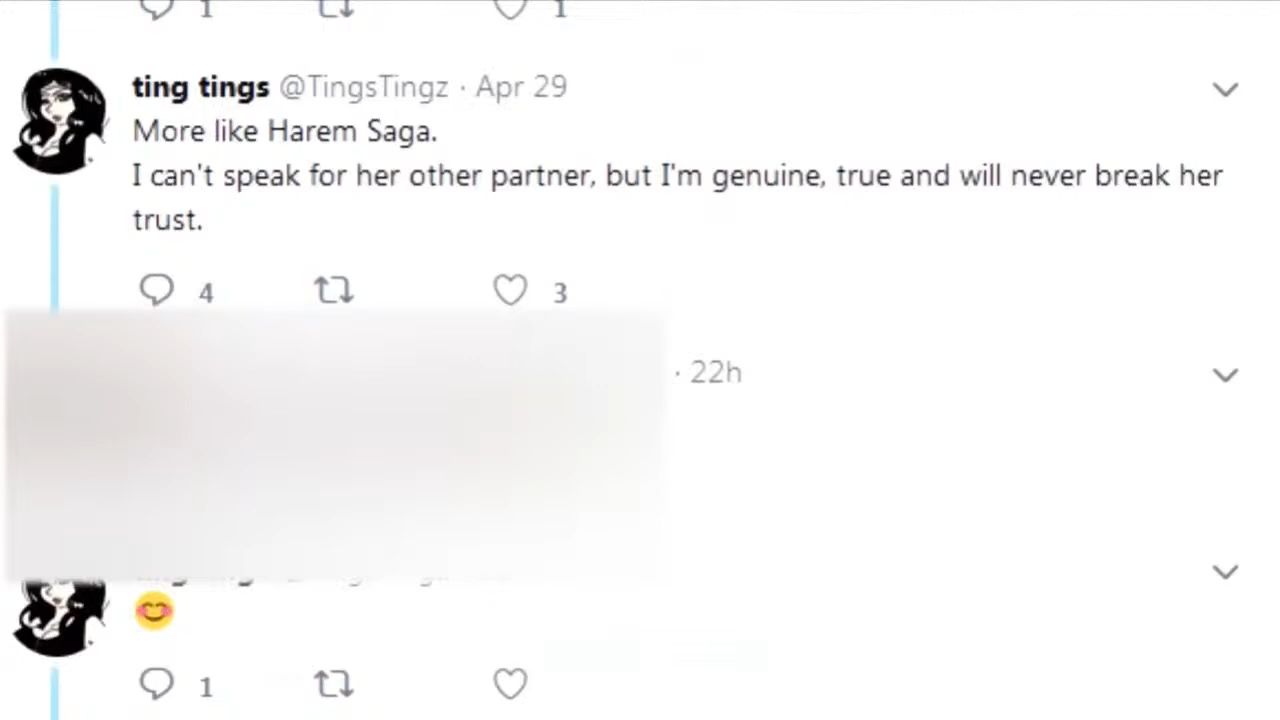 1 1
ting tings @TingsTingz · Apr 29
More like Harem Saga.
I can't speak for her other partner, but I'm genuine, true and will never break her
trust.
4 3
· 22h
1